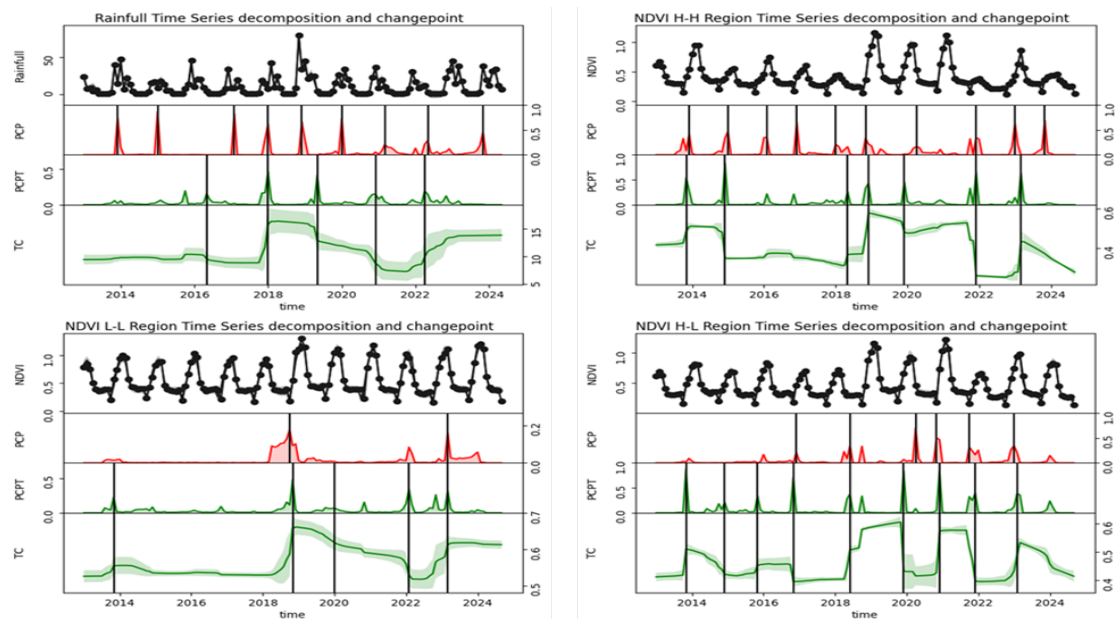 Rainfall Time Series decomposition and changepoint
Rainfall
50
0
PCP
1.0
0.5
0.0
PCPT
0.5
0.0
TC
15
10
5
2014 2016 2018 2020 2022 2024
time
NDVI H-H Region Time Series decomposition and changepoint
NDVI
1.0
0.5
0.0
PCP
1.0
0.5
0.0
PCPT
1.0
0.5
0.0
TC
0.6
0.4
2014 2016 2018 2020 2022 2024
time
NDVI L-L Region Time Series decomposition and changepoint
NDVI
1.0
0.5
0.0
PCP
0.2
0.0
PCPT
0.5
0.0
TC
0.7
0.6
0.5
2014 2016 2018 2020 2022 2024
time
NDVI H-L Region Time Series decomposition and changepoint
NDVI
1.0
0.5
PCP
1.0
0.5
0.0
PCPT
1.0
0.5
0.0
TC
0.6
0.5
0.4
2014 2016 2018 2020 2022 2024
time